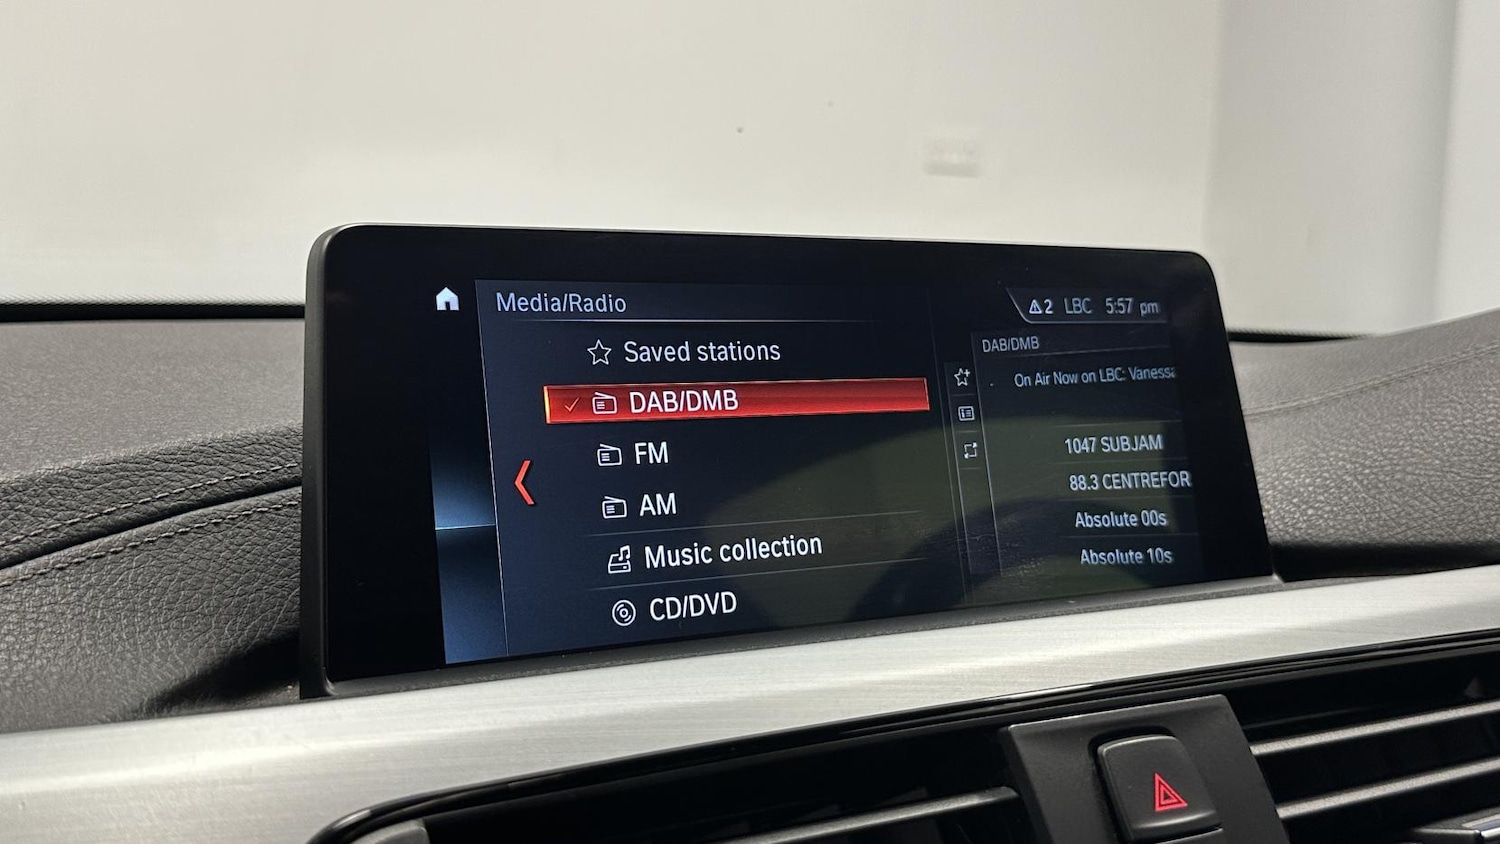 Media/Radio
2 LBC 5:57 pm
Saved stations
DAB/DMB
FM
AM
Music collection
CD/DVD
DAB/DMB
On Air Now on LBC: Vanessa
1047 SUBJAM
88.3 CENTREFOR
Absolute 00s
Absolute 10s